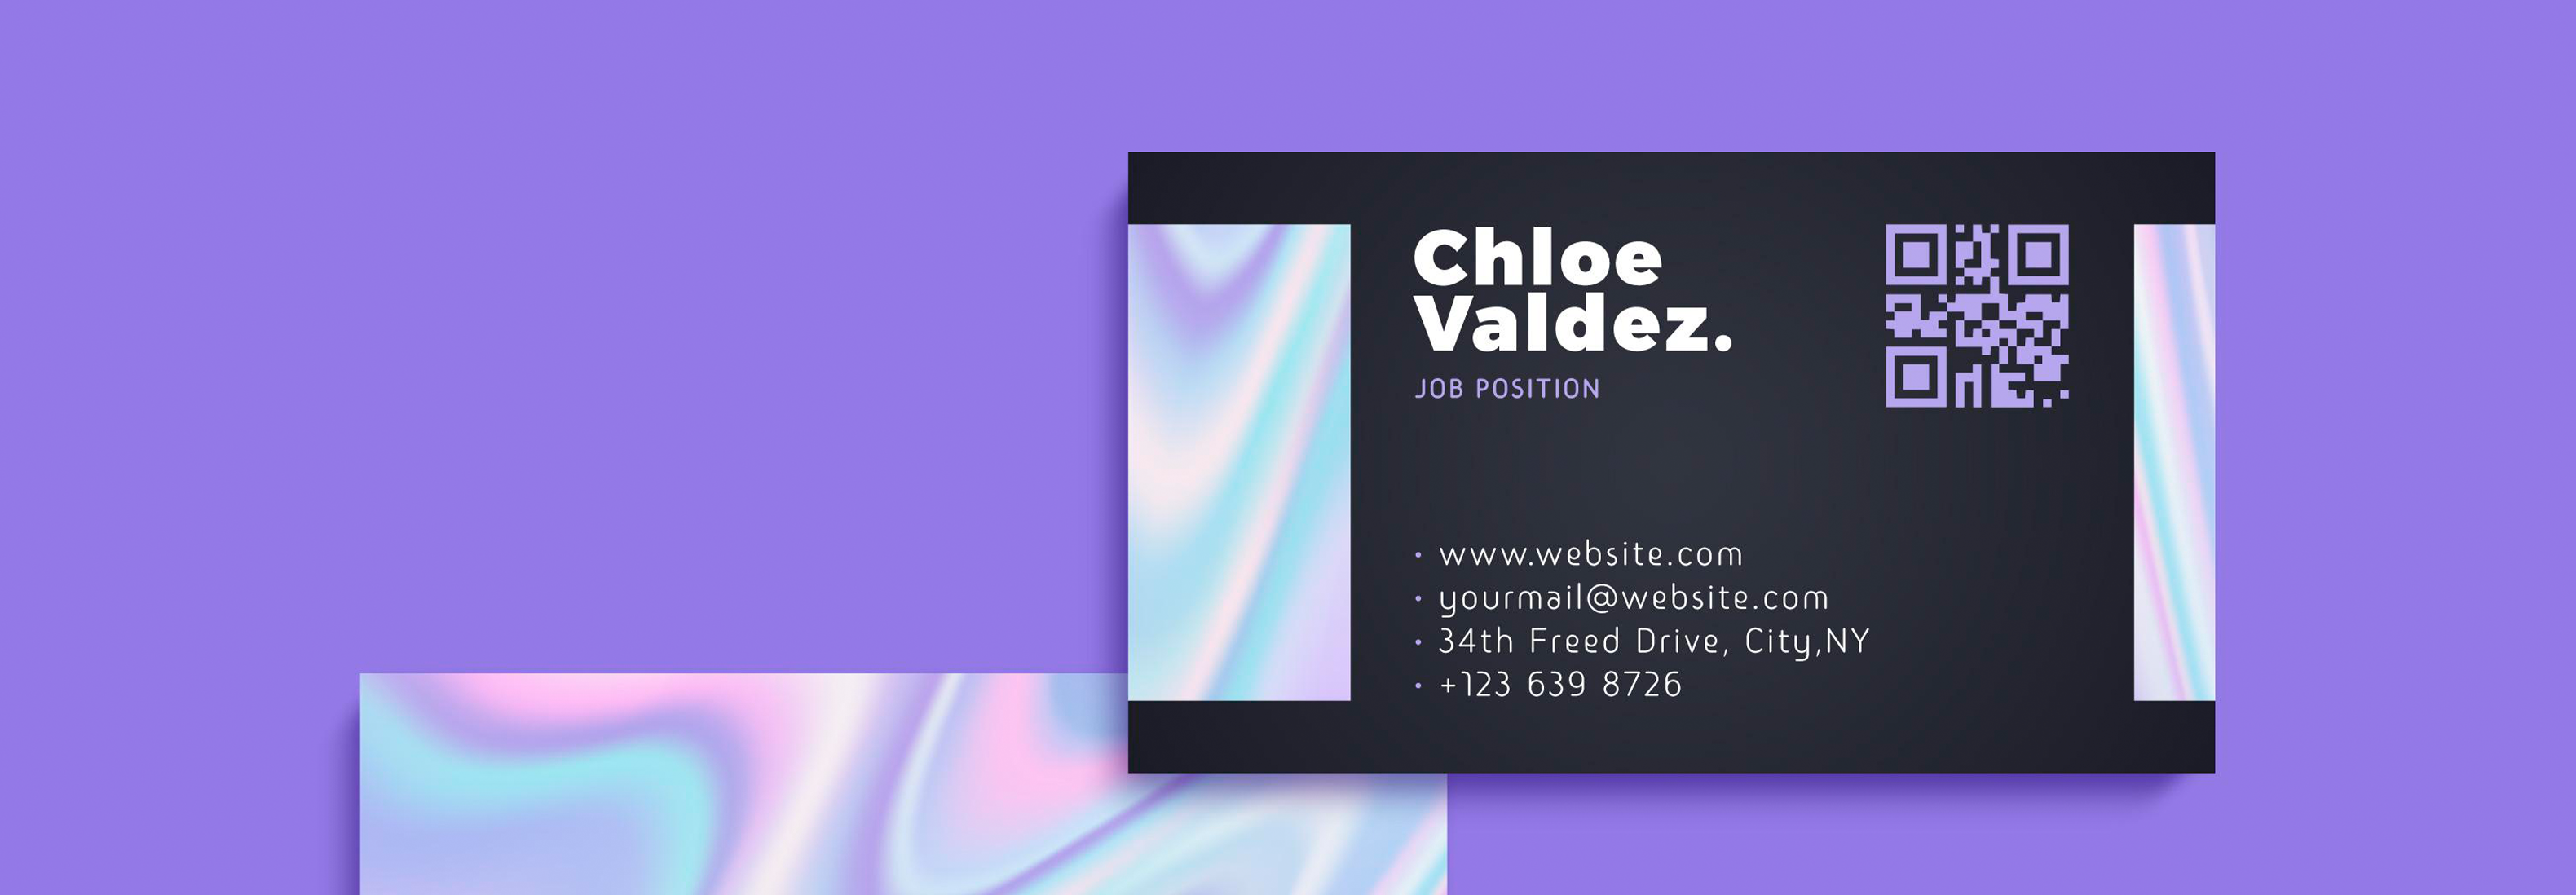 Chloe
Valdez.
JOB POSITION
• www.website.com
• yourmail@website.com
• 34th Freed Drive, City,NY
• +123 639 8726